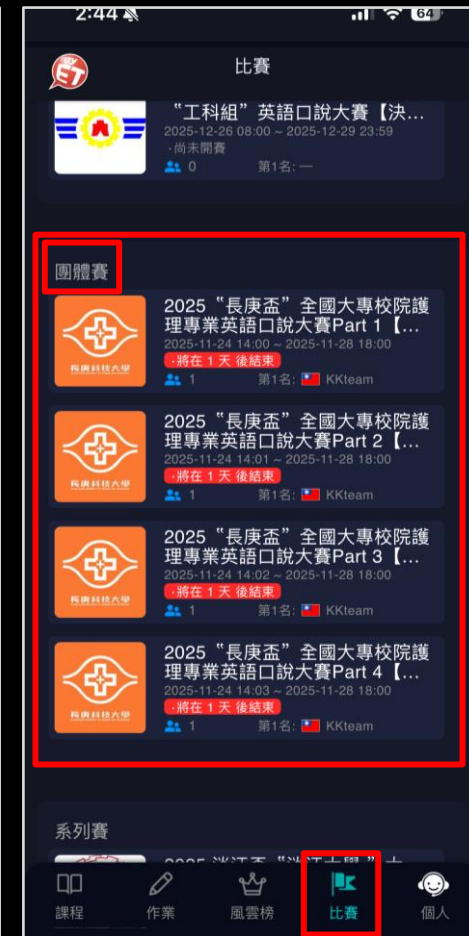 2:44
64
MY
ET
比賽
“工科組”英語口說大賽【決...
2025-12-26 08:00 ~ 2025-12-29 23:59
·尚未開賽
0 第1名: —
團體賽
2025“長庚盃”全國大專校院護
理專業英語口說大賽Part 1【...
2025-11-24 14:00 ~ 2025-11-28 18:00
·將在 1 天 後結束
長庚科技大學
1 第1名: KKteam
2025“長庚盃”全國大專校院護
理專業英語口說大賽Part 2【...
2025-11-24 14:01 ~ 2025-11-28 18:00
·將在 1 天 後結束
長庚科技大學
1 第1名: KKteam
2025“長庚盃”全國大專校院護
理專業英語口說大賽Part 3【...
2025-11-24 14:02 ~ 2025-11-28 18:00
·將在 1 天 後結束
長庚科技大學
1 第1名: KKteam
2025“長庚盃”全國大專校院護
理專業英語口說大賽Part 4【...
2025-11-24 14:03 ~ 2025-11-28 18:00
·將在 1 天 後結束
長庚科技大學
1 第1名: KKteam
系列賽
課程
作業
風雲榜
比賽
個人